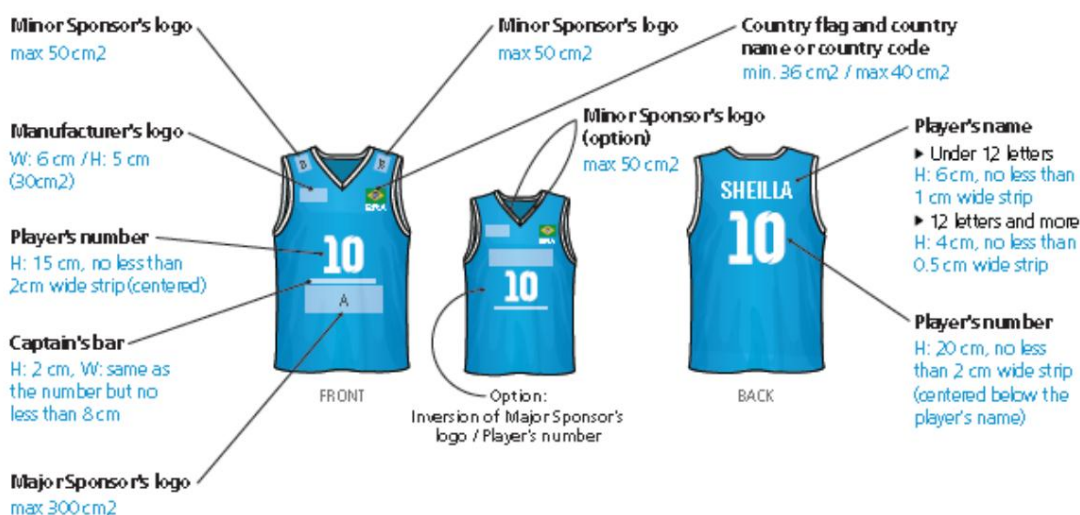 Minor Sponsor's logo
max 50 cm2
Minor Sponsor's logo
max 50 cm2
Country flag and country
name or country code
min. 36 cm2 / max 40 cm2
Manufacturer's logo
W: 6 cm / H: 5 cm
(30cm2)
Minor Sponsor's logo
(option)
max 50 cm2
Player's name
▶ Under 12 letters
H: 6 cm, no less than
1 cm wide strip
▶ 12 letters and more
H: 4 cm, no less than
0.5 cm wide strip
Player's number
H: 15 cm, no less than
2cm wide strip (centered)
Captain's bar
H: 2 cm, W: same as
the number but no
less than 8 cm
Major Sponsor's logo
max 300 cm2
BRA
10
A
FRONT
BRA
10
Option:
Inversion of Major Sponsor's
logo / Player's number
SHEILLA
10
BACK
Player's number
H: 20 cm, no less
than 2 cm wide strip
(centered below the
player's name)